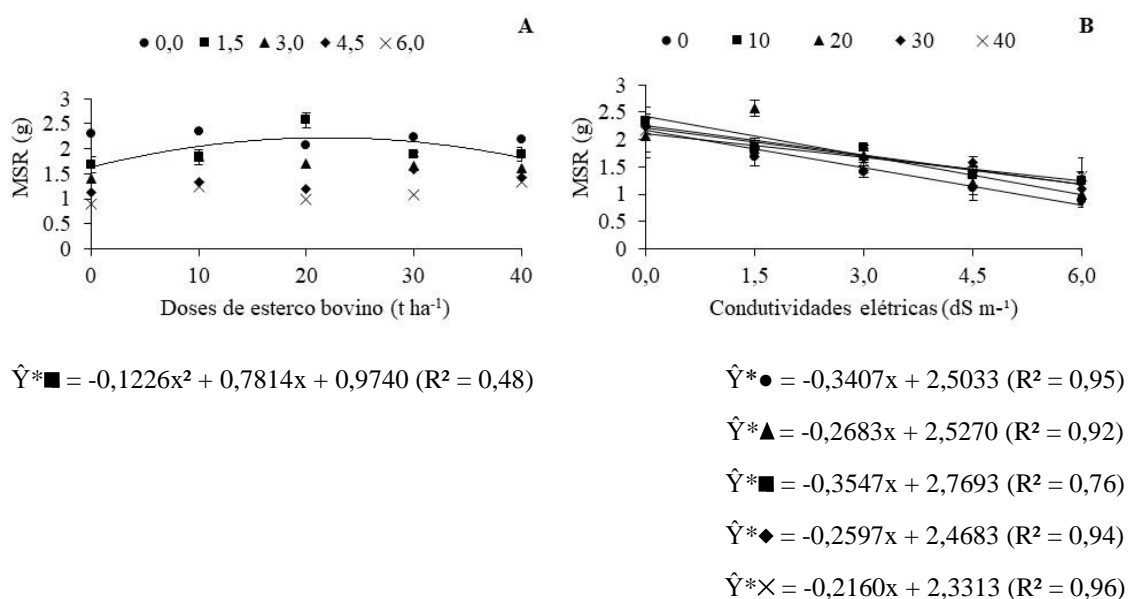 A
● 0,0 ■ 1,5 ▲ 3,0 ◆ 4,5 × 6,0
MSR (g)
3
2.5
2
1.5
1
0.5
0
0 10 20 30 40
Doses de esterco bovino (t ha⁻¹)
B
● 0 ■ 10 ▲ 20 ◆ 30 × 40
MSR (g)
3
2.5
2
1.5
1
0.5
0
0,0 1,5 3,0 4,5 6,0
Condutividades elétricas (dS m-¹)
Ŷ*■ = -0,1226x² + 0,7814x + 0,9740 (R² = 0,48)
Ŷ*● = -0,3407x + 2,5033 (R² = 0,95)
Ŷ*▲ = -0,2683x + 2,5270 (R² = 0,92)
Ŷ*■ = -0,3547x + 2,7693 (R² = 0,76)
Ŷ*◆ = -0,2597x + 2,4683 (R² = 0,94)
Ŷ*× = -0,2160x + 2,3313 (R² = 0,96)